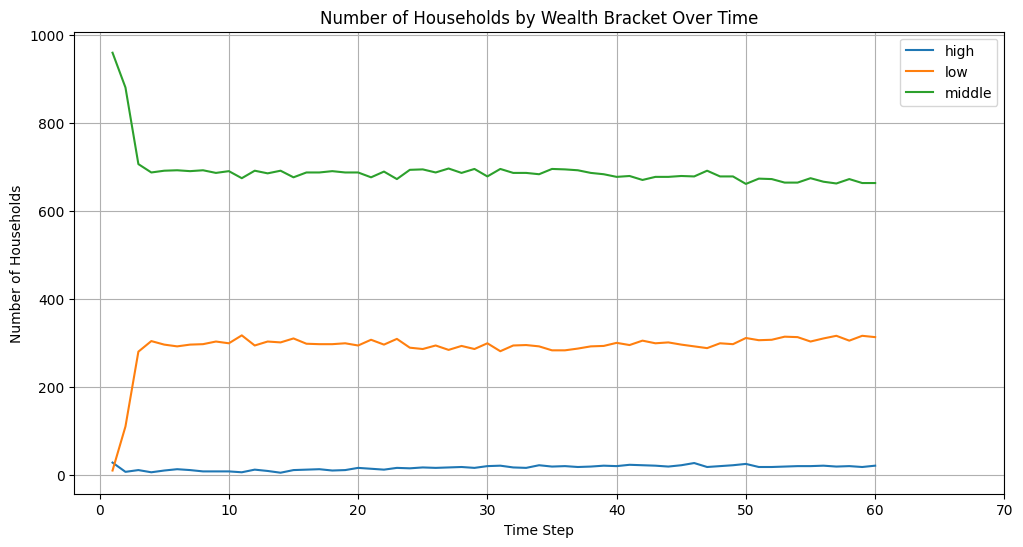 Number of Households by Wealth Bracket Over Time
high
low
middle
Number of Households
1000
800
600
400
200
0
0 10 20 30 40 50 60 70
Time Step